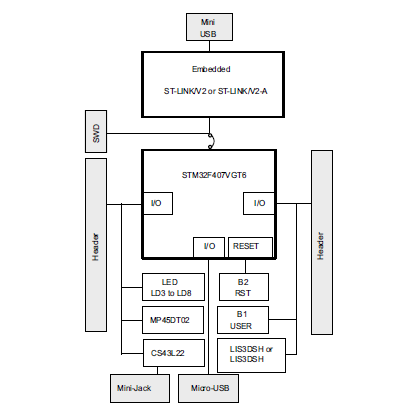 Mini
USB
Embedded
ST-LINK/V2 or ST-LINK/V2-A
SWD
STM32F407VGT6
I/O
I/O
Header
Header
I/O
RESET
LED
LD3 to LD8
B2
RST
MP45DT02
B1
USER
CS43L22
LIS3DSH or
LIS3DSH
Mini-Jack
Micro-USB